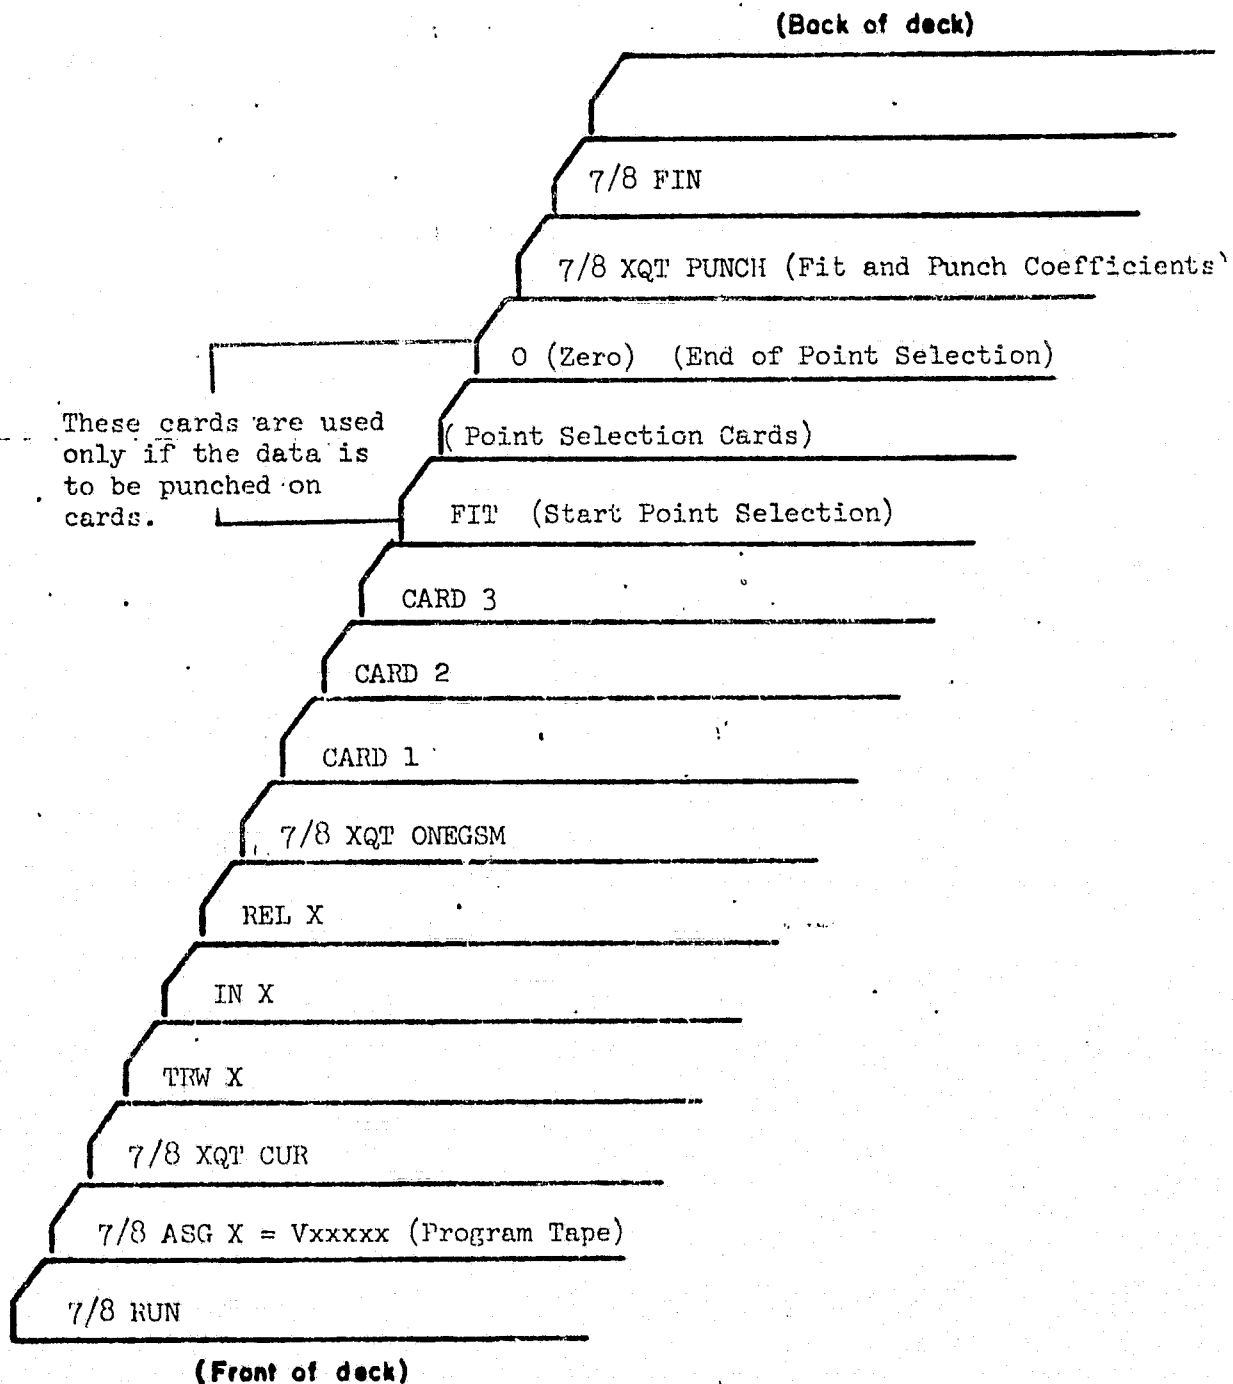 (Back of deck)
7/8 FIN
7/8 XQT PUNCH (Fit and Punch Coefficients)
0 (Zero) (End of Point Selection)
(Point Selection Cards)
These cards are used
only if the data is
to be punched on
cards.
FIT (Start Point Selection)
CARD 3
CARD 2
CARD 1
7/8 XQT ONEGSM
REL X
IN X
TRW X
7/8 XQT CUR
7/8 ASG X = Vxxxxx (Program Tape)
7/8 RUN
(Front of deck)